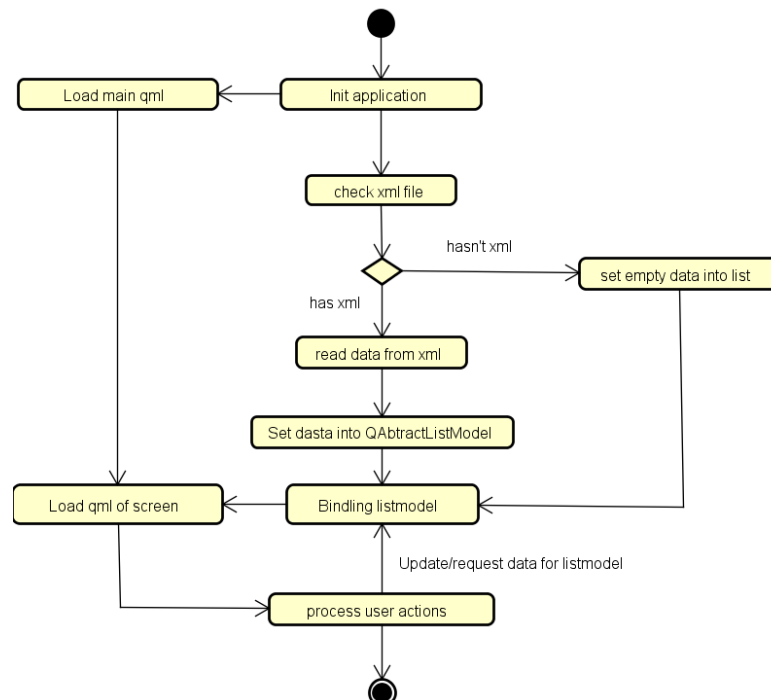 Load main qml
Init application
check xml file
hasn't xml
set empty data into list
has xml
read data from xml
Set dasta into QAbtractListModel
Load qml of screen
Bindling listmodel
Update/request data for listmodel
process user actions